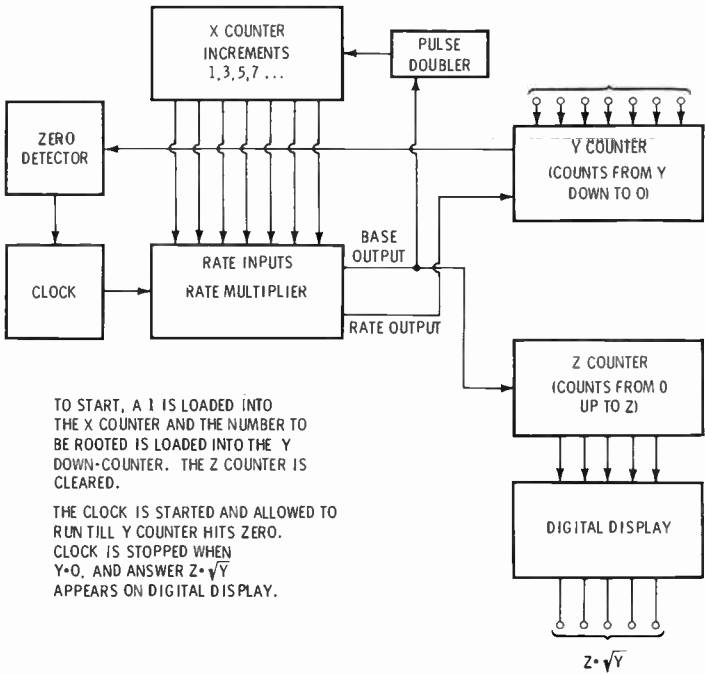 X COUNTER
INCREMENTS
1,3,5,7 ...
PULSE
DOUBLER
ZERO
DETECTOR
Y COUNTER
(COUNTS FROM Y
DOWN TO 0)
CLOCK
RATE INPUTS
RATE MULTIPLIER
BASE
OUTPUT
RATE OUTPUT
Z COUNTER
(COUNTS FROM 0
UP TO Z)
DIGITAL DISPLAY
Z=√Y
TO START, A 1 IS LOADED INTO
THE X COUNTER AND THE NUMBER TO
BE ROOTED IS LOADED INTO THE Y
DOWN-COUNTER. THE Z COUNTER IS
CLEARED.
THE CLOCK IS STARTED AND ALLOWED TO
RUN TILL Y COUNTER HITS ZERO.
CLOCK IS STOPPED WHEN
Y=0, AND ANSWER Z=√Y
APPEARS ON DIGITAL DISPLAY.